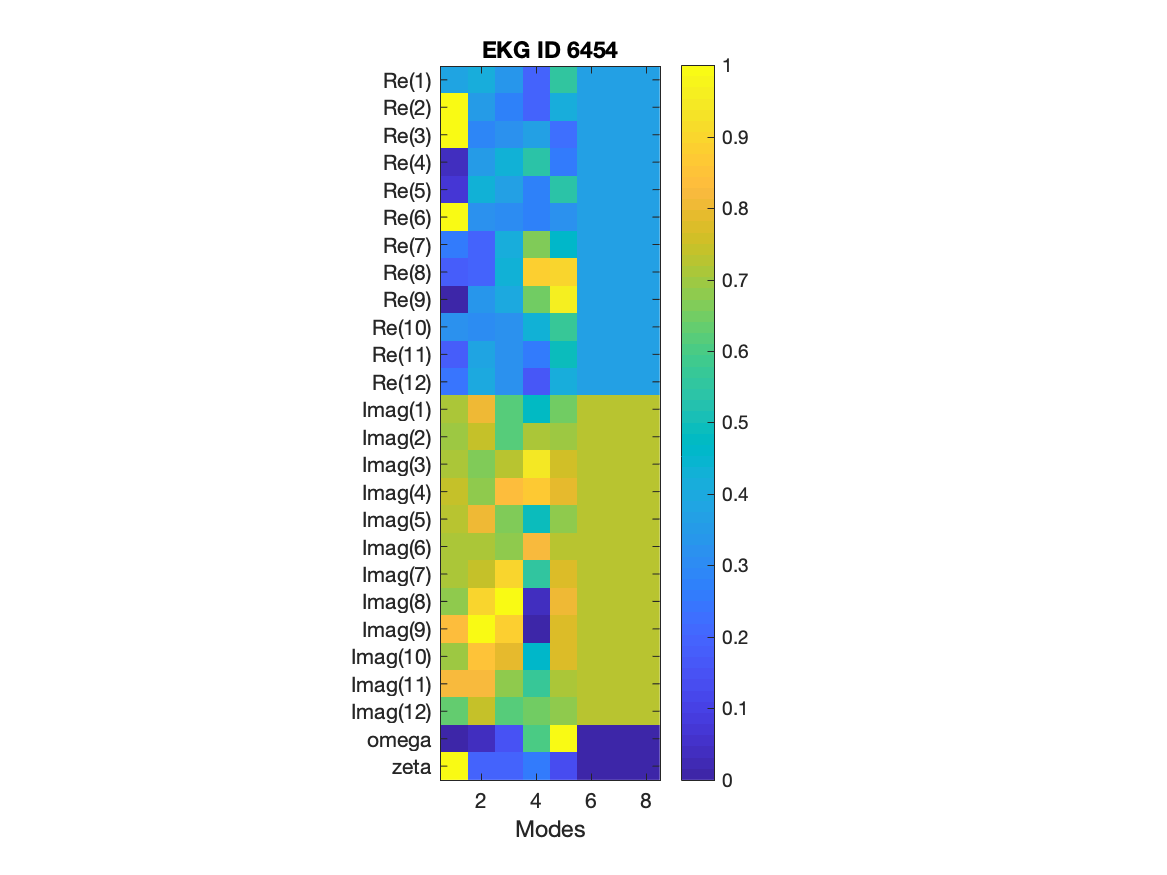 EKG ID 6454
Re(1)
Re(2)
Re(3)
Re(4)
Re(5)
Re(6)
Re(7)
Re(8)
Re(9)
Re(10)
Re(11)
Re(12)
Imag(1)
Imag(2)
Imag(3)
Imag(4)
Imag(5)
Imag(6)
Imag(7)
Imag(8)
Imag(9)
Imag(10)
Imag(11)
Imag(12)
omega
zeta
2 4 6 8
Modes
1
0.9
0.8
0.7
0.6
0.5
0.4
0.3
0.2
0.1
0